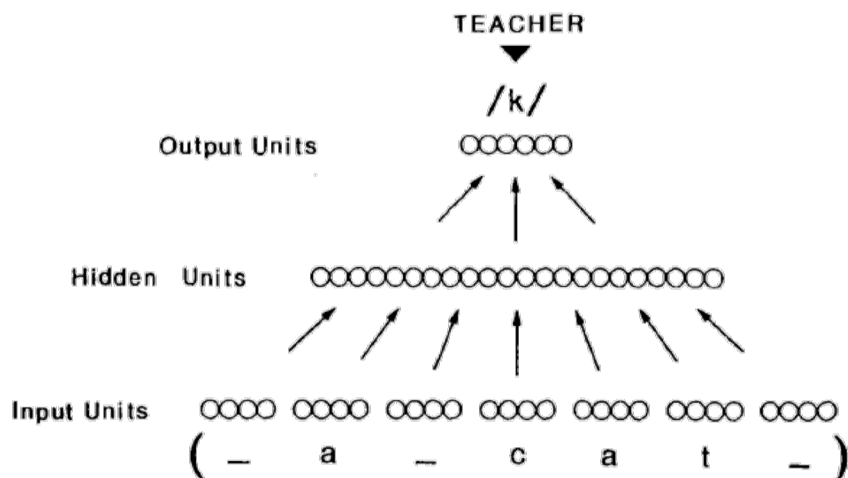 TEACHER
/k/
Output Units
Hidden Units
Input Units
( _ a _ c a t _ )